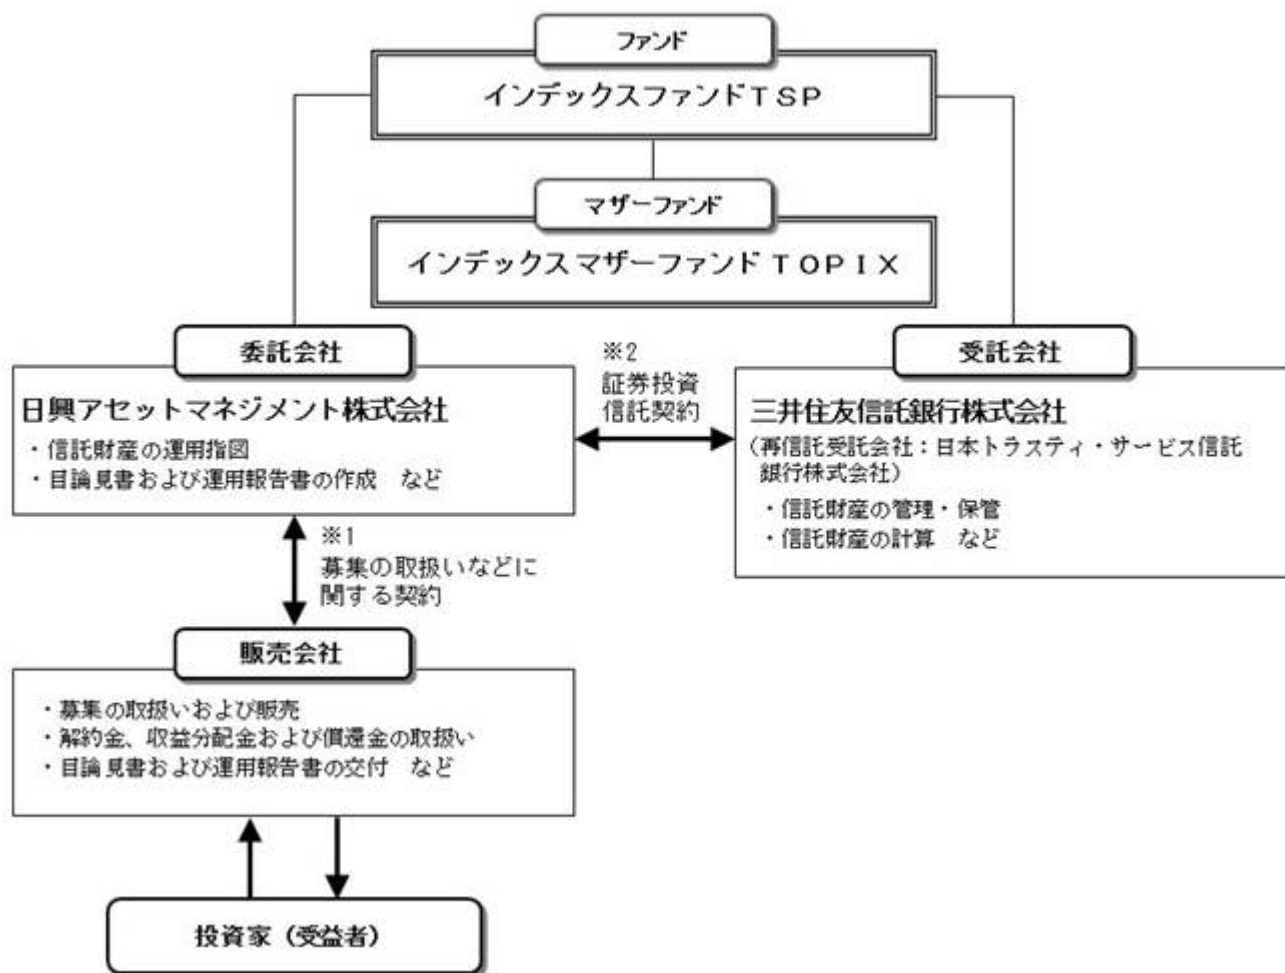 ファンド
インデックスファンドTSP
マザーファンド
インデックスマザーファンドTOPIX
委託会社
日興アセットマネジメント株式会社
・信託財産の運用指図
・目論見書および運用報告書の作成　など
※2
証券投資
信託契約
受託会社
三井住友信託銀行株式会社
（再信託受託会社：日本トラスティ・サービス信託
銀行株式会社）
・信託財産の管理・保管
・信託財産の計算　など
※1
募集の取扱いなどに
関する契約
販売会社
・募集の取扱いおよび販売
・解約金、収益分配金および償還金の取扱い
・目論見書および運用報告書の交付　など
投資家（受益者）